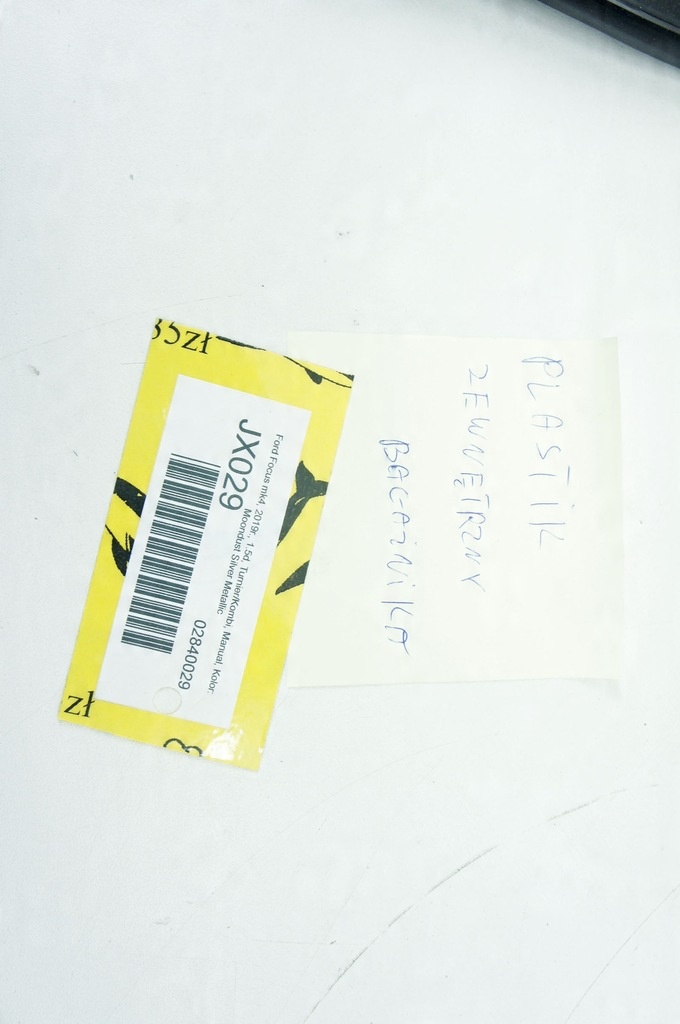 PLASTIK
ZEWNĘTRZNY
BAGAŻNIKA
35zł
Ford Focus mk4, 2019r., 1.5d, Turnier/Kombi, Manual, Kolor:
Moondust Silver Metallic
JX029
02840029
zł